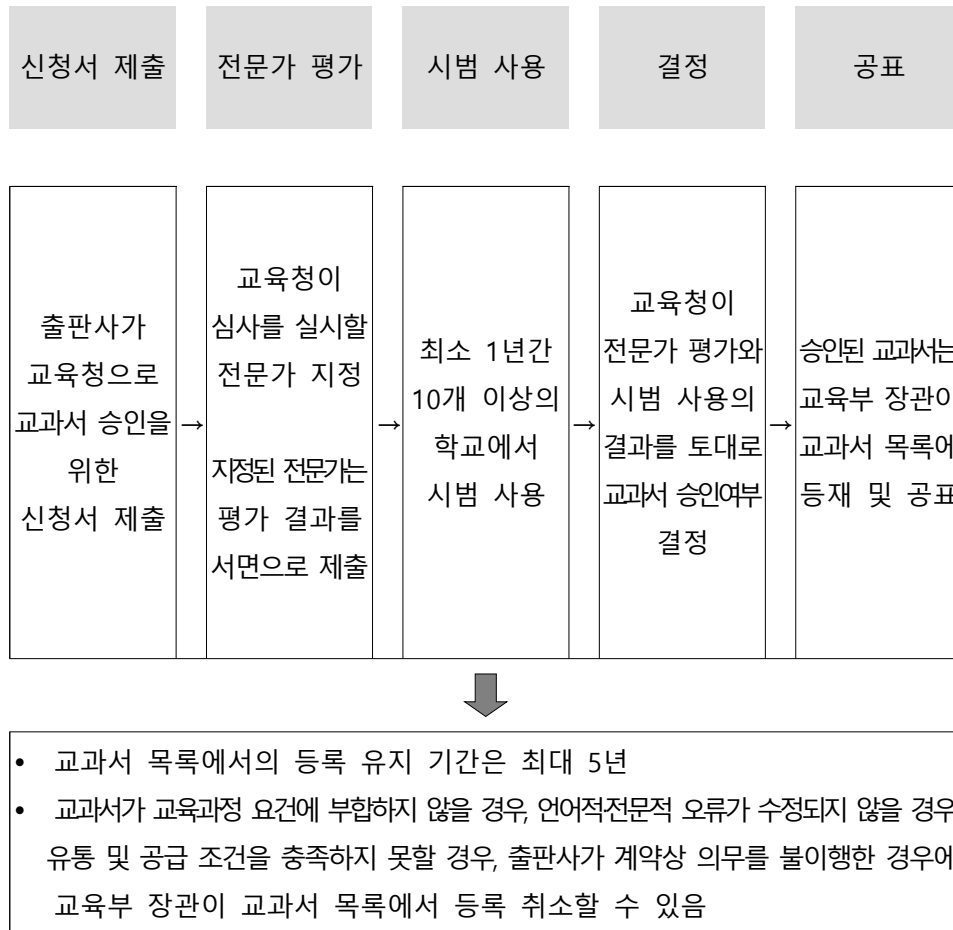 신청서 제출
전문가 평가
시범 사용
결정
공표
출판사가
교육청으로
교과서 승인을
위한
신청서 제출
→
교육청이
심사를 실시할
전문가 지정
지정된 전문가는
평가 결과를
서면으로 제출
→
최소 1년간
10개 이상의
학교에서
시범 사용
→
교육청이
전문가 평가와
시범 사용의
결과를 토대로
교과서 승인여부
결정
→
승인된 교과서는
교육부 장관이
교과서 목록에
등재 및 공표
• 교과서 목록에서의 등록 유지 기간은 최대 5년
• 교과서가 교육과정 요건에 부합하지 않을 경우, 언어적전문적 오류가 수정되지 않을 경우
유통 및 공급 조건을 충족하지 못할 경우, 출판사가 계약상 의무를 불이행한 경우에
교육부 장관이 교과서 목록에서 등록 취소할 수 있음